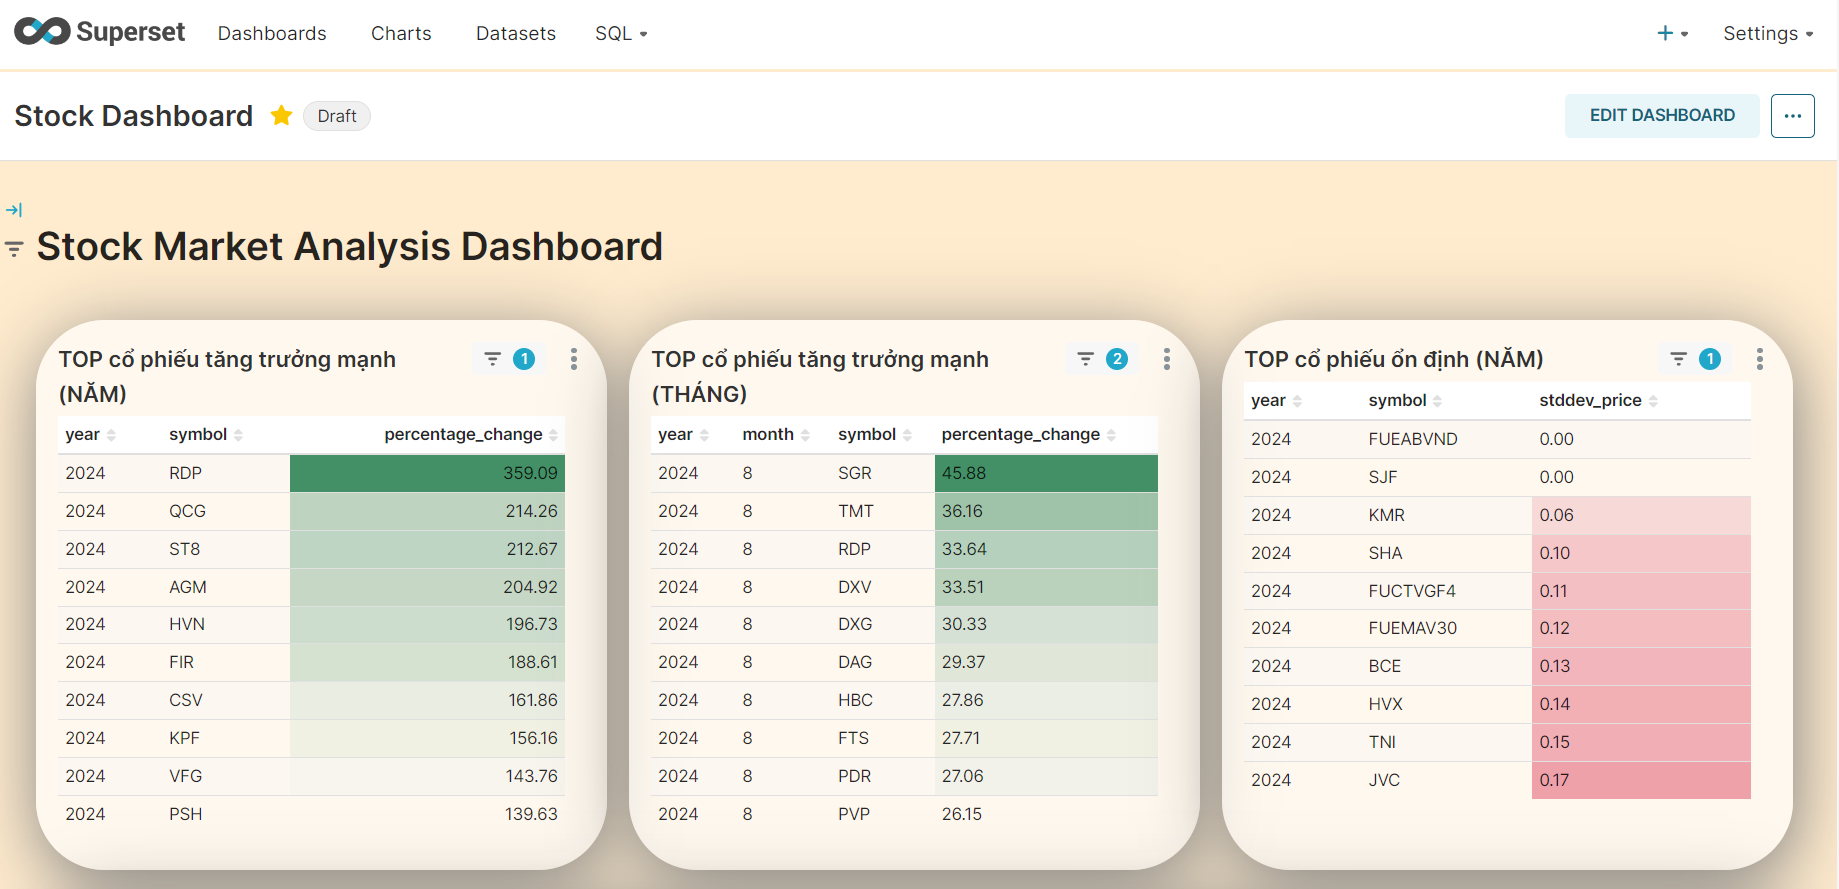 Superset Dashboards Charts Datasets SQL + Settings
Stock Dashboard Draft EDIT DASHBOARD ...
Stock Market Analysis Dashboard
TOP cổ phiếu tăng trưởng mạnh 1
(NĂM)
year symbol percentage_change
2024 RDP 359.09
2024 QCG 214.26
2024 ST8 212.67
2024 AGM 204.92
2024 HVN 196.73
2024 FIR 188.61
2024 CSV 161.86
2024 KPF 156.16
2024 VFG 143.76
2024 PSH 139.63
TOP cổ phiếu tăng trưởng mạnh 2
(THÁNG)
year month symbol percentage_change
2024 8 SGR 45.88
2024 8 TMT 36.16
2024 8 RDP 33.64
2024 8 DXV 33.51
2024 8 DXG 30.33
2024 8 DAG 29.37
2024 8 HBC 27.86
2024 8 FTS 27.71
2024 8 PDR 27.06
2024 8 PVP 26.15
TOP cổ phiếu ổn định (NĂM) 1
year symbol stddev_price
2024 FUEABVND 0.00
2024 SJF 0.00
2024 KMR 0.06
2024 SHA 0.10
2024 FUCTVGF4 0.11
2024 FUEMAV30 0.12
2024 BCE 0.13
2024 HVX 0.14
2024 TNI 0.15
2024 JVC 0.17